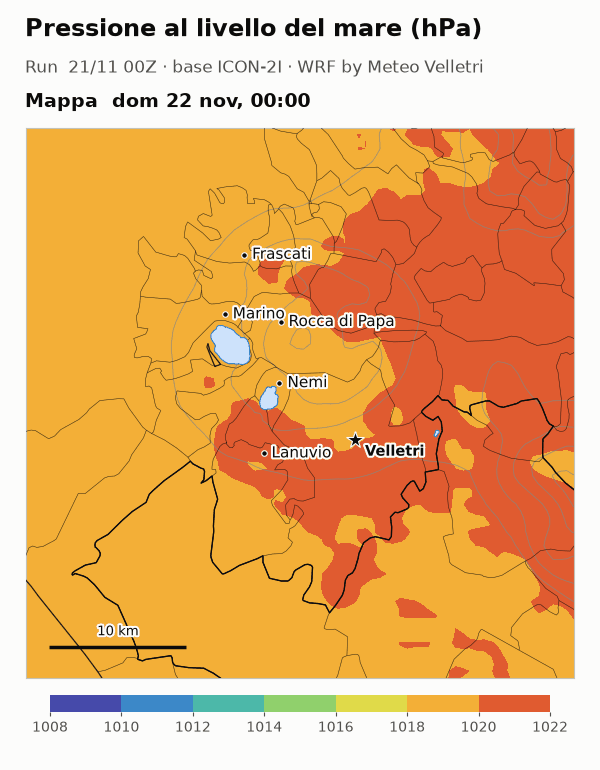 Pressione al livello del mare (hPa)
Run  21/11 00Z · base ICON-2I · WRF by Meteo Velletri
Mappa  dom 22 nov, 00:00
Frascati
Marino
Rocca di Papa
Nemi
Velletri
Lanuvio
10 km
1008 1010 1012 1014 1016 1018 1020 1022